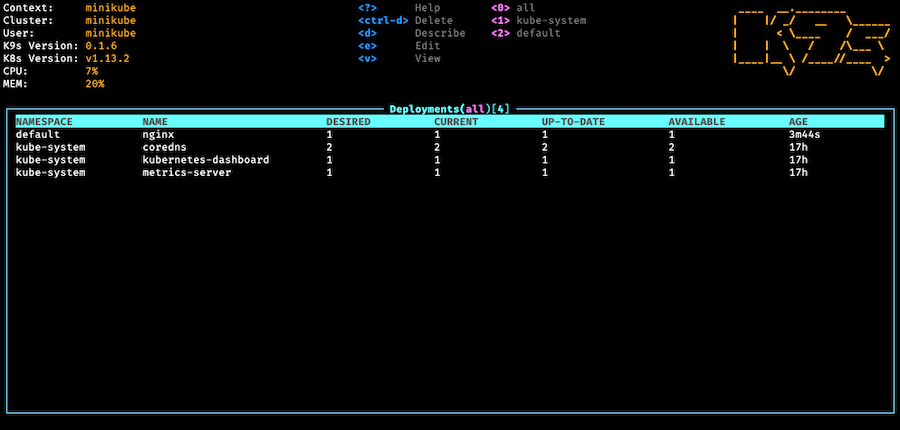 Context: minikube <?> Help <0> all
Cluster: minikube <ctrl-d> Delete <1> kube-system
User: minikube <d> Describe <2> default
K9s Version: 0.1.6 <e> Edit
K8s Version: v1.13.2 <v> View
CPU: 7%
MEM: 20%
K9s
Deployments(all)[4]
NAMESPACE NAME DESIRED CURRENT UP-TO-DATE AVAILABLE AGE
default nginx 1 1 1 1 3m44s
kube-system coredns 2 2 2 2 17h
kube-system kubernetes-dashboard 1 1 1 1 17h
kube-system metrics-server 1 1 1 1 17h